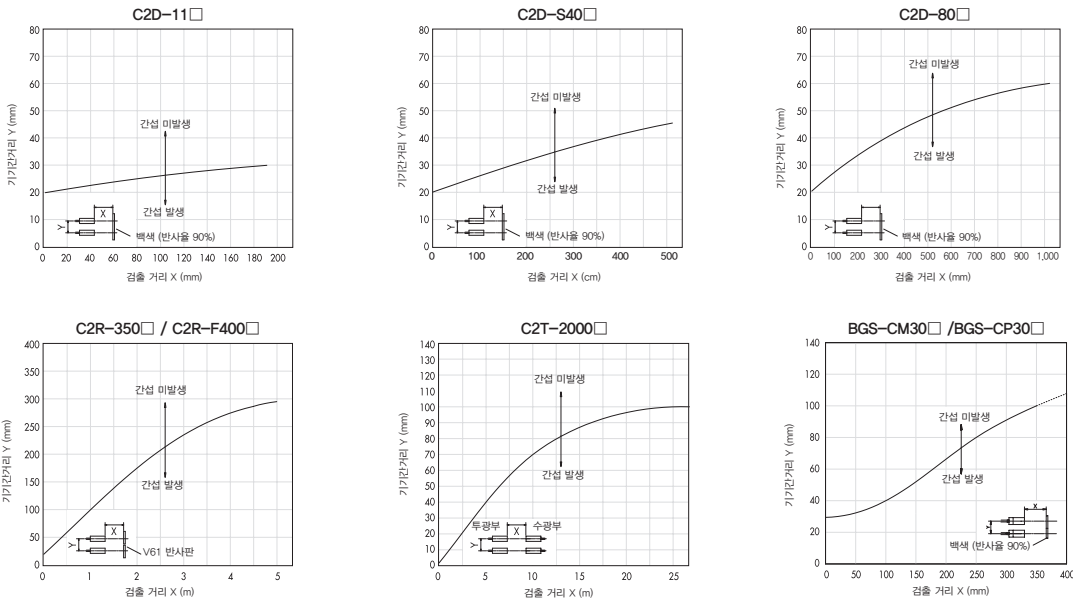 C2D-11□
80
70
60
50
40
30
20
10
0
기기간거리 Y (mm)
간섭 미발생
간섭 발생
X
Y
백색 (반사율 90%)
0 20 40 60 80 100 120 140 160 180 200
검출 거리 X (mm)
C2D-S40□
80
70
60
50
40
30
20
10
0
기기간거리 Y (mm)
간섭 미발생
간섭 발생
X
Y
백색 (반사율 90%)
0 100 200 300 400 500
검출 거리 X (cm)
C2D-80□
80
70
60
50
40
30
20
10
0
기기간거리 Y (mm)
간섭 미발생
간섭 발생
X
Y
백색 (반사율 90%)
0 100 200 300 400 500 600 700 800 900 1,000
검출 거리 X (mm)
C2R-350□ / C2R-F400□
400
350
300
250
200
150
100
50
0
기기간거리 Y (mm)
간섭 미발생
간섭 발생
X
Y
V61 반사판
0 1 2 3 4 5
검출 거리 X (m)
C2T-2000□
140
130
120
110
100
90
80
70
60
50
40
30
20
10
0
기기간거리 Y (mm)
간섭 미발생
간섭 발생
투광부 X 수광부
Y
0 5 10 15 20 25
검출 거리 X (m)
BGS-CM30□ /BGS-CP30□
140
120
100
80
60
40
20
0
기기간거리 Y (mm)
간섭 미발생
간섭 발생
X
Y
백색 (반사율 90%)
0 50 100 150 200 250 300 350 400
검출 거리 X (mm)